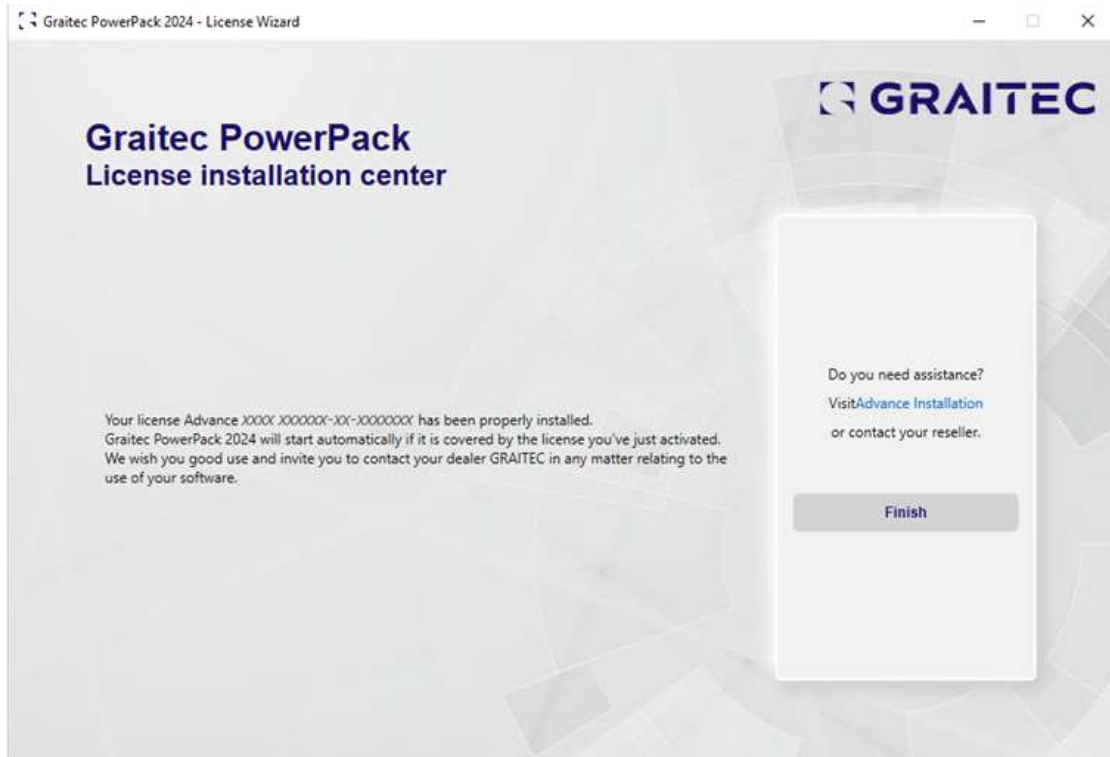 Graitec PowerPack 2024 - License Wizard
GRAITEC
Graitec PowerPack
License installation center
Your license Advance XXXX XXXXXX-XX-XXXXXXX has been properly installed.
Graitec PowerPack 2024 will start automatically if it is covered by the license you've just activated.
We wish you good use and invite you to contact your dealer GRAITEC in any matter relating to the
use of your software.
Do you need assistance?
VisitAdvance Installation
or contact your reseller.
Finish